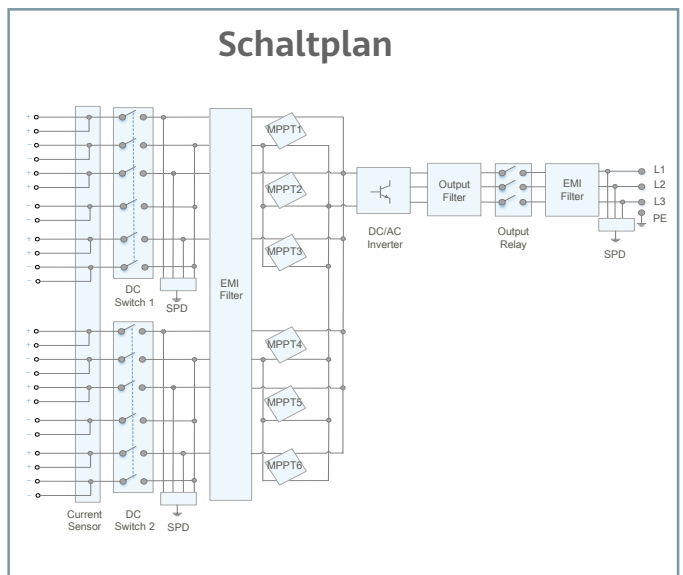 Schaltplan
+
+
−
−
+
+
−
−
+
+
−
−
+
+
−
−
+
+
−
−
+
+
−
−
MPPT1
MPPT2
MPPT3
MPPT4
MPPT5
MPPT6
DC
Switch 1
SPD
EMI
Filter
DC/AC
Inverter
Output
Filter
Output
Relay
EMI
Filter
L1
L2
L3
PE
SPD
Current
Sensor
DC
Switch 2
SPD